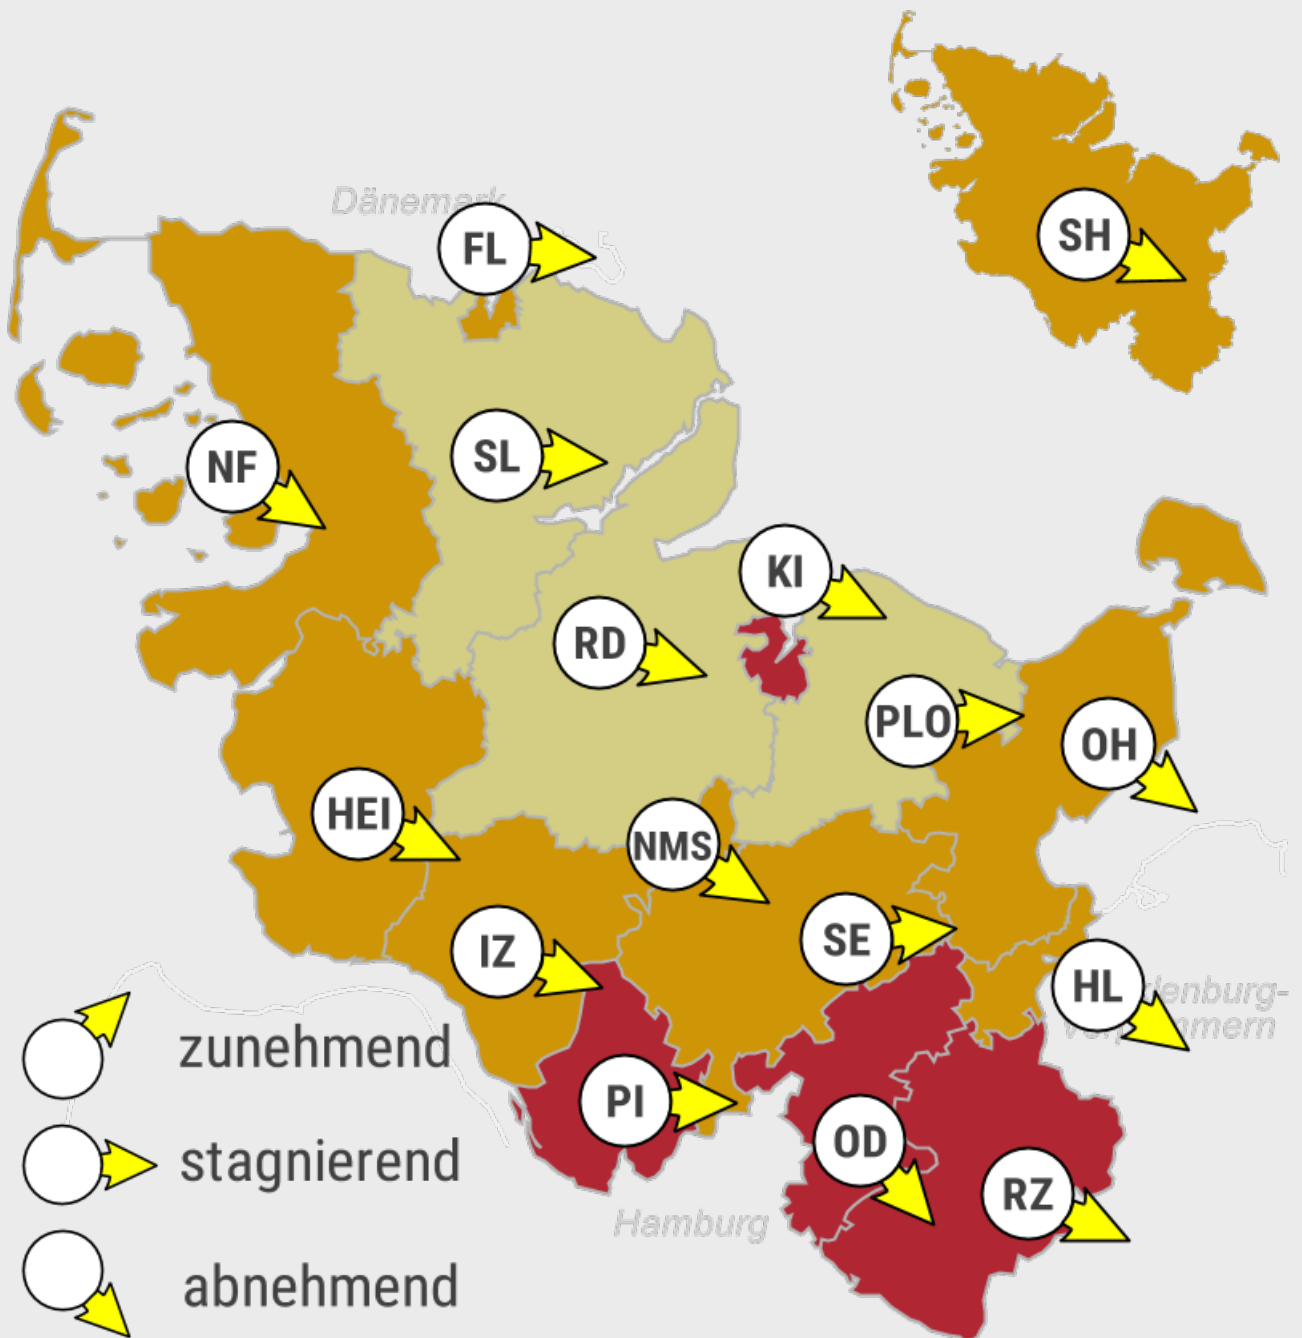 Dänemark
FL
SH
SL
NF
KI
RD
PLO
OH
HEI
NMS
SE
IZ
HL
PI
OD
RZ
Hamburg
zunehmend
stagnierend
abnehmend